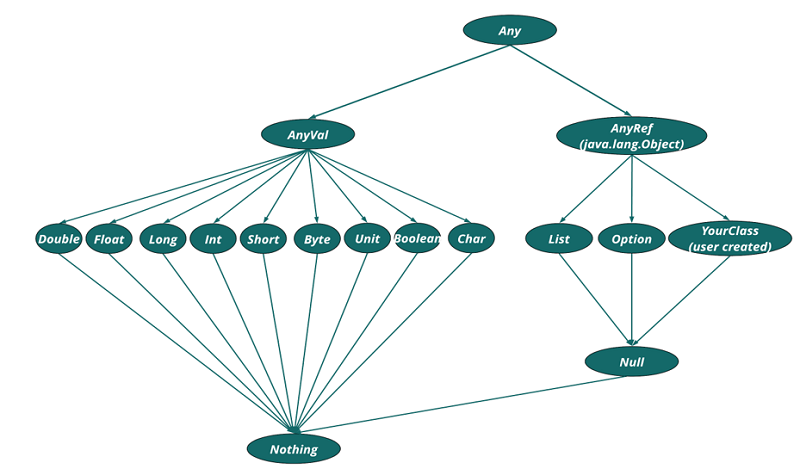 Any
AnyVal
AnyRef
(java.lang.Object)
Double
Float
Long
Int
Short
Byte
Unit
Boolean
Char
List
Option
YourClass
(user created)
Null
Nothing